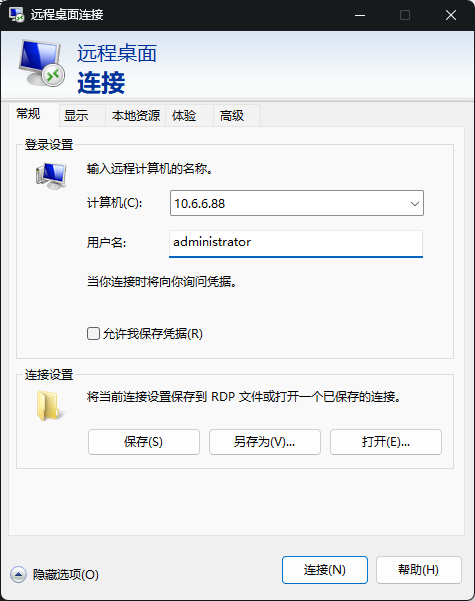 远程桌面连接
远程桌面
连接
常规 显示 本地资源 体验 高级
登录设置
输入远程计算机的名称。
计算机(C): 10.6.6.88
用户名: administrator
当你连接时将向你询问凭据。
允许我保存凭据(R)
连接设置
将当前连接设置保存到 RDP 文件或打开一个已保存的连接。
保存(S) 另存为(V)... 打开(E)...
隐藏选项(O) 连接(N) 帮助(H)